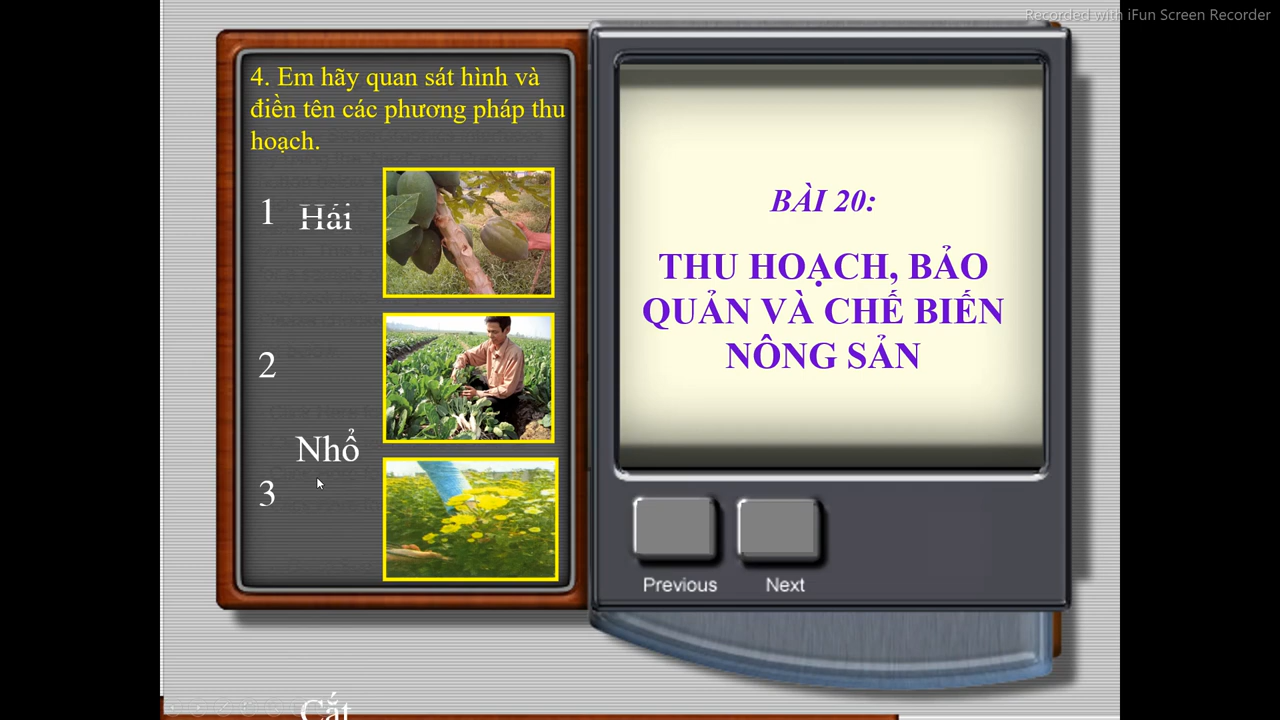 Recorded with iFun Screen Recorder
4. Em hãy quan sát hình và
điền tên các phương pháp thu
hoạch.
1 Hái
2
Nhổ
3
Cắt
BÀI 20:
THU HOẠCH, BẢO
QUẢN VÀ CHẾ BIẾN
NÔNG SẢN
Previous Next